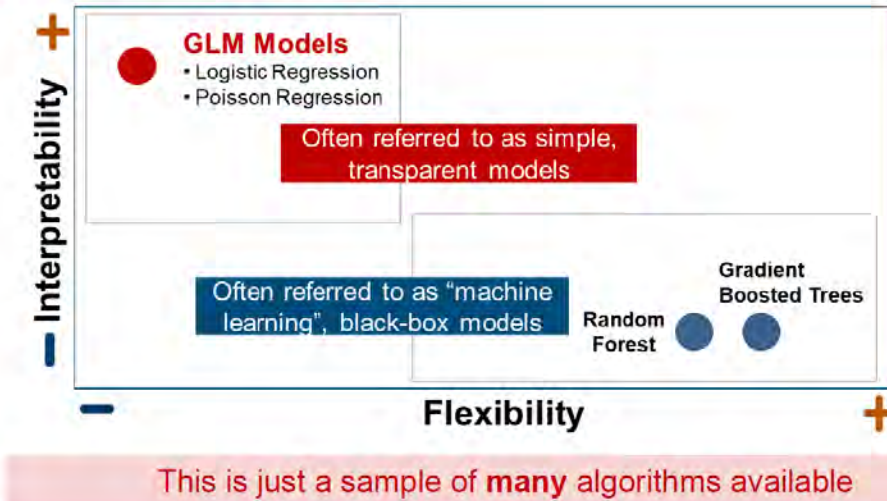 +
GLM Models
• Logistic Regression
• Poisson Regression
Often referred to as simple,
transparent models
Interpretability
Often referred to as “machine
learning”, black-box models
Gradient
Boosted Trees
Random
Forest
−
−
Flexibility
+
This is just a sample of many algorithms available